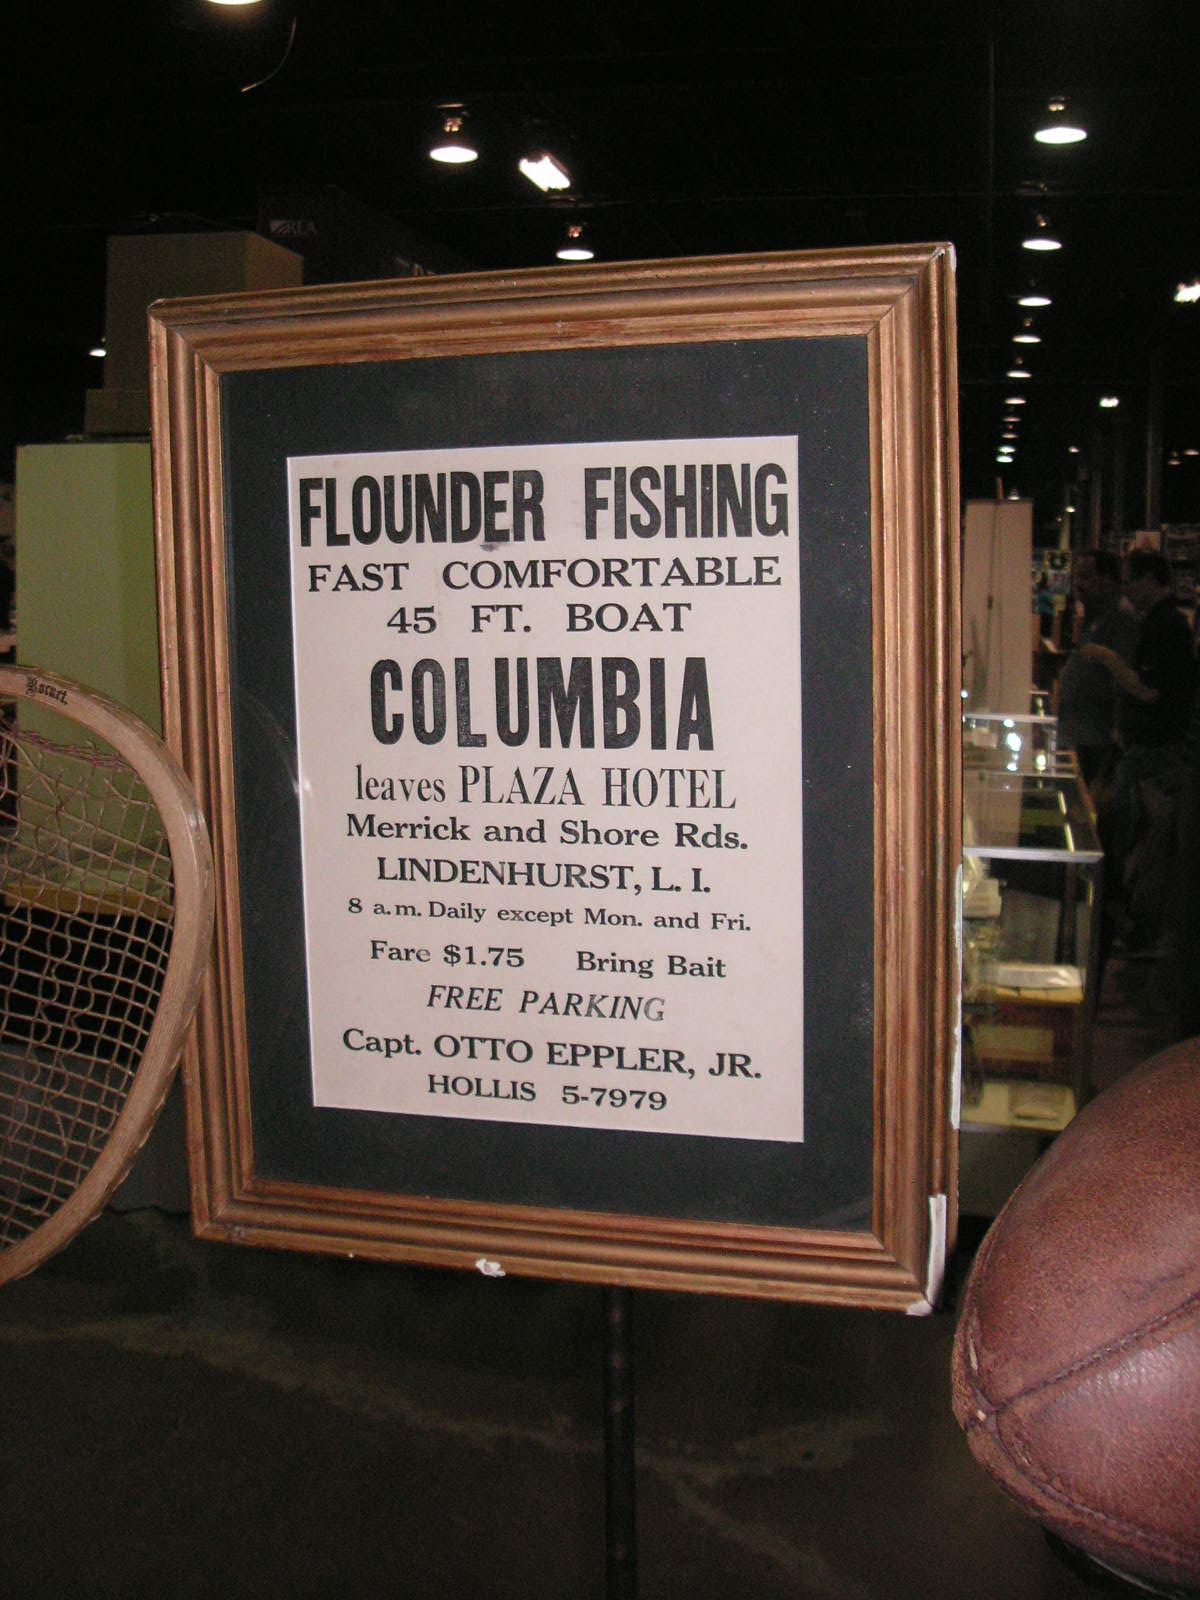 FLOUNDER FISHING
FAST COMFORTABLE
45 FT. BOAT
COLUMBIA
leaves PLAZA HOTEL
Merrick and Shore Rds.
LINDENHURST, L. I.
8 a.m. Daily except Mon. and Fri.
Fare $1.75 Bring Bait
FREE PARKING
Capt. OTTO EPPLER, JR.
HOLLIS 5-7979
Hornet